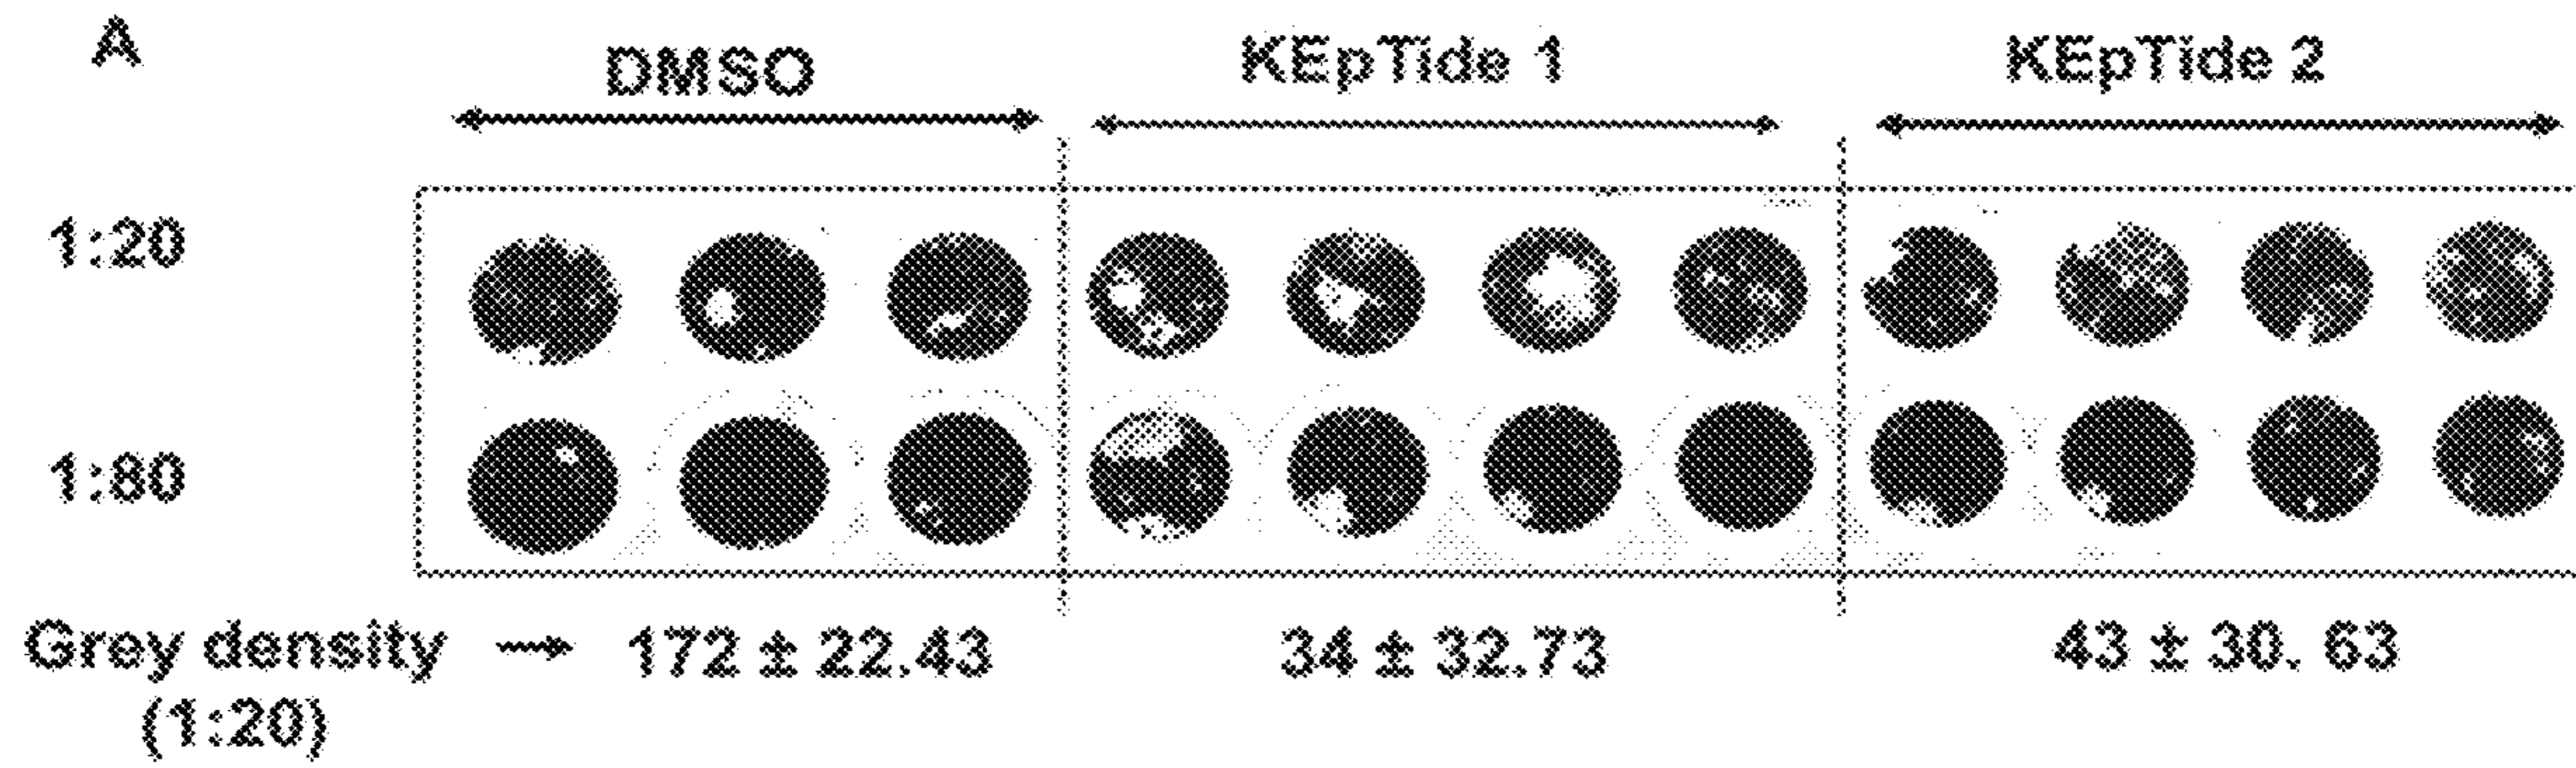 A
DMSO KEpTide 1 KEpTide 2
1:20
1:80
Grey density → 172 ± 22.43 34 ± 32.73 43 ± 30. 63
(1:20)